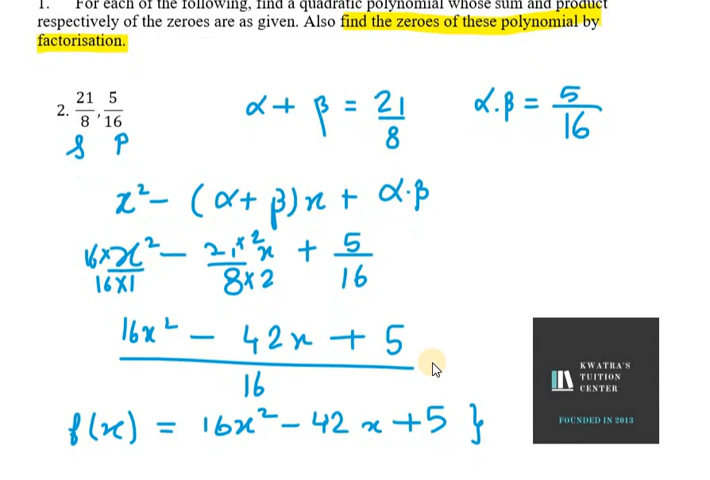 1. For each of the following, find a quadratic polynomial whose sum and product
respectively of the zeroes are as given. Also find the zeroes of these polynomial by
factorisation.
2. 21/8, 5/16
S P
α + β = 21/8
α.β = 5/16
x² - (α + β)x + α.β
16×x²/16×1 - 21×2x/8×2 + 5/16
16x² - 42x + 5
16
f(x) = 16x² - 42x + 5 }
KWATRA'S
TUITION
CENTER
FOUNDED IN 2013